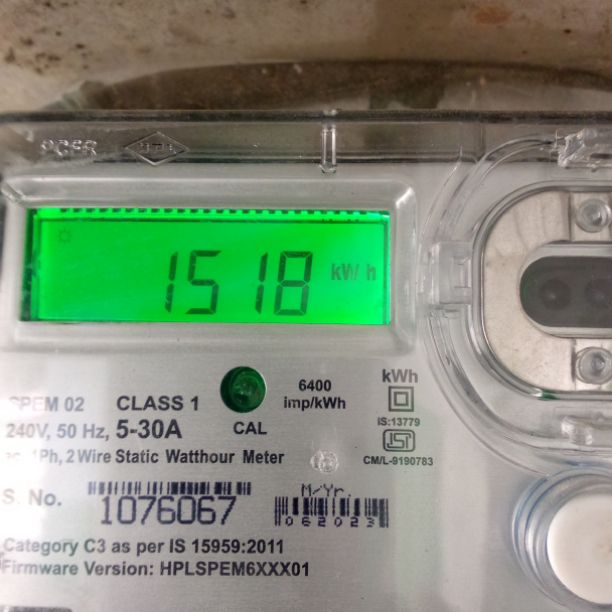 1518 kWh
6400
imp/kWh
kWh
SPEM 02 CLASS 1
240V, 50 Hz, 5-30A
CAL
IS:13779
CM/L-9190783
ac, 1Ph, 2 Wire Static Watthour Meter
S. No. 1076067
M/Yr.
062023
Category C3 as per IS 15959:2011
Firmware Version: HPLSPEM6XXX01